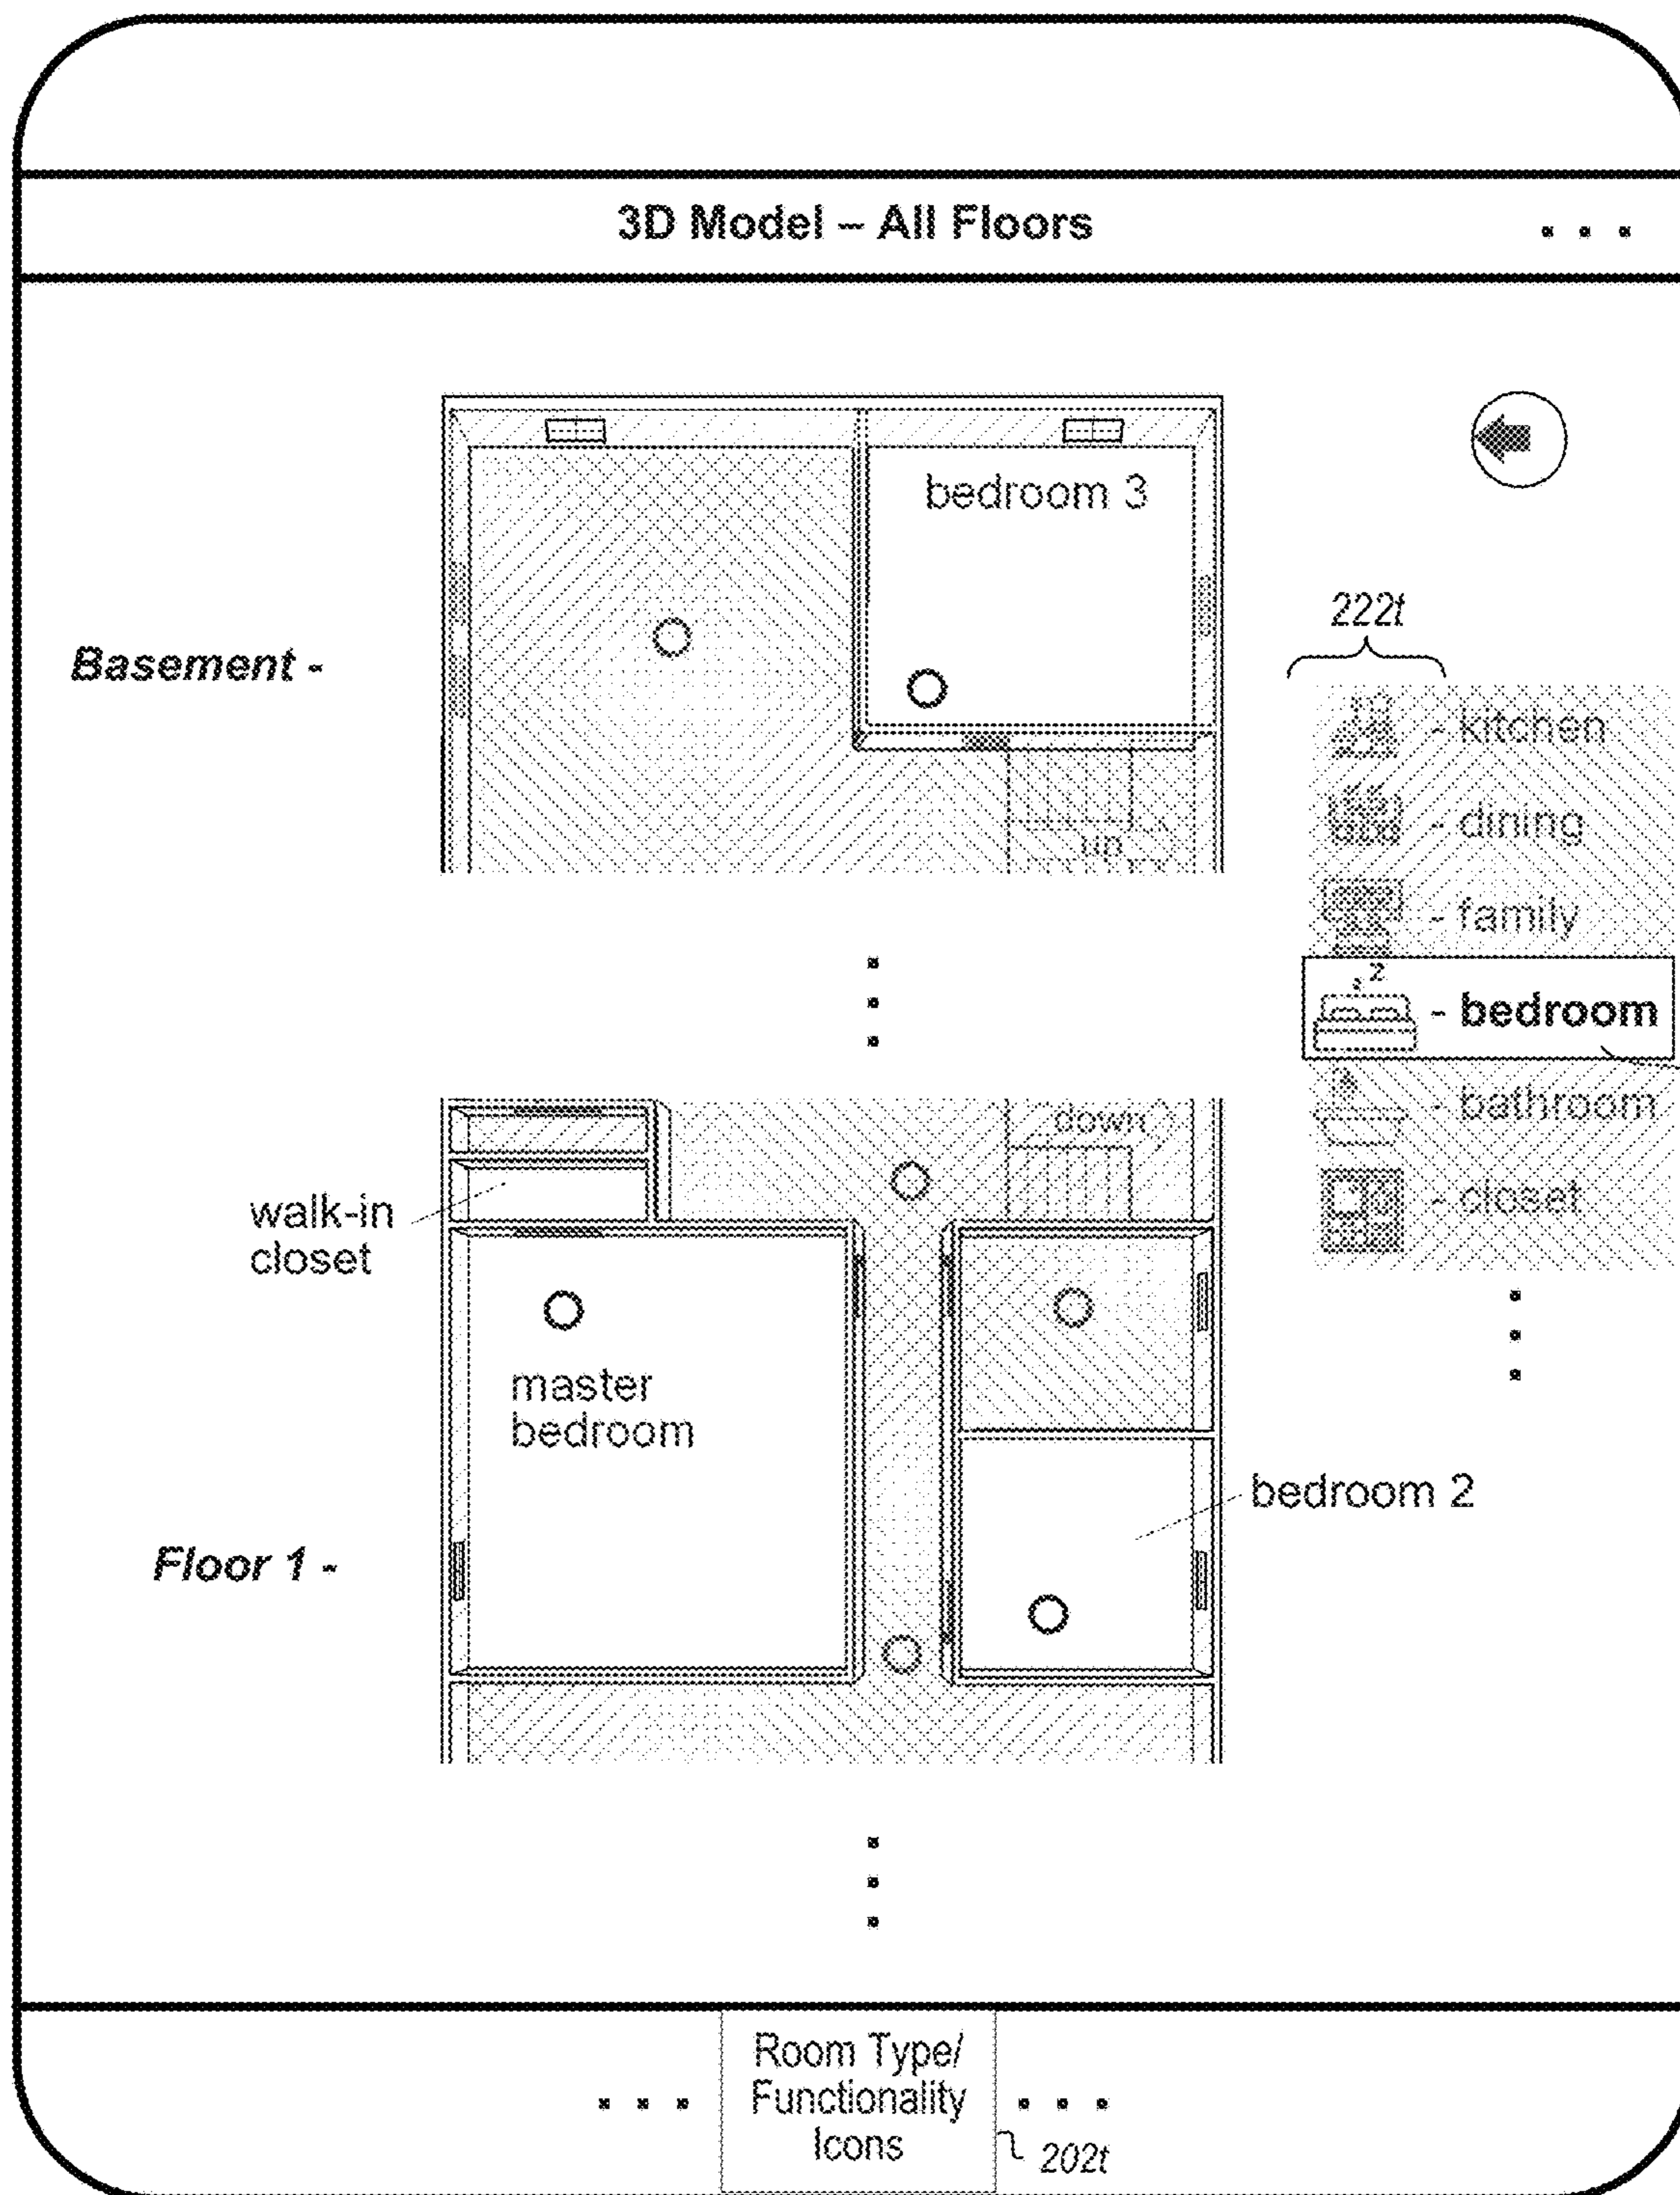 3D Model – All Floors
. . .
bedroom 3
Basement -
222t
- kitchen
- dining
up
- family
z z
- bedroom
- bathroom
down
- closet
walk-in
closet
master
bedroom
bedroom 2
Floor 1 -
Room Type/
Functionality
Icons
. . .
. . .
202t